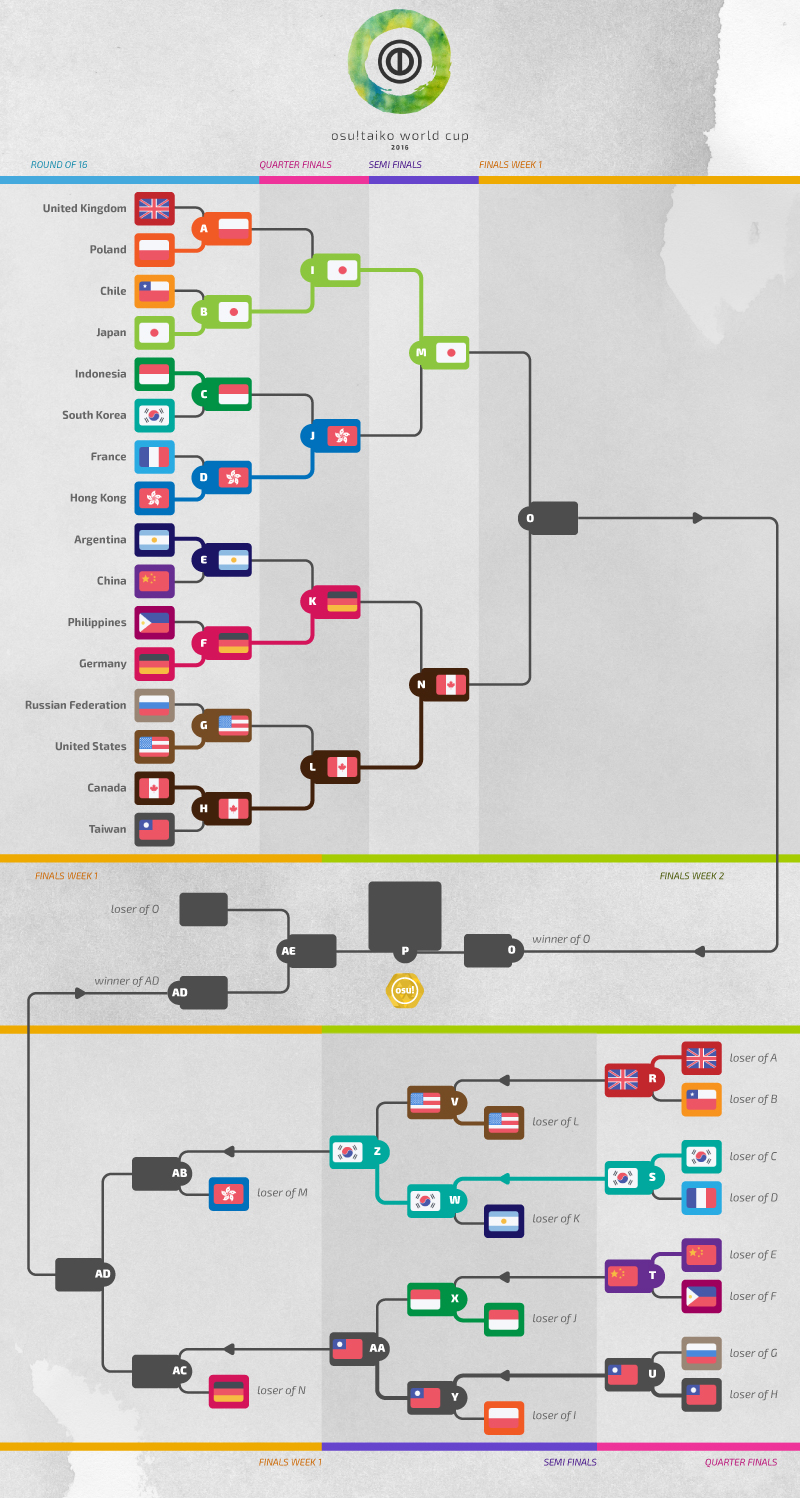 osu!taiko world cup
2016
ROUND OF 16
QUARTER FINALS
SEMI FINALS
FINALS WEEK 1
United Kingdom
A
Poland
I
Chile
B
Japan
M
Indonesia
C
South Korea
J
France
D
Hong Kong
O
Argentina
E
China
K
Philippines
F
Germany
N
Russian Federation
G
United States
L
Canada
H
Taiwan
FINALS WEEK 1
FINALS WEEK 2
loser of O
AE
P
O
winner of O
winner of AD
AD
osu!
loser of A
R
loser of B
V
loser of L
Z
loser of C
AB
S
loser of D
loser of M
W
loser of K
loser of E
AD
T
loser of F
X
loser of J
AA
loser of G
AC
U
loser of H
loser of N
Y
loser of I
FINALS WEEK 1
SEMI FINALS
QUARTER FINALS